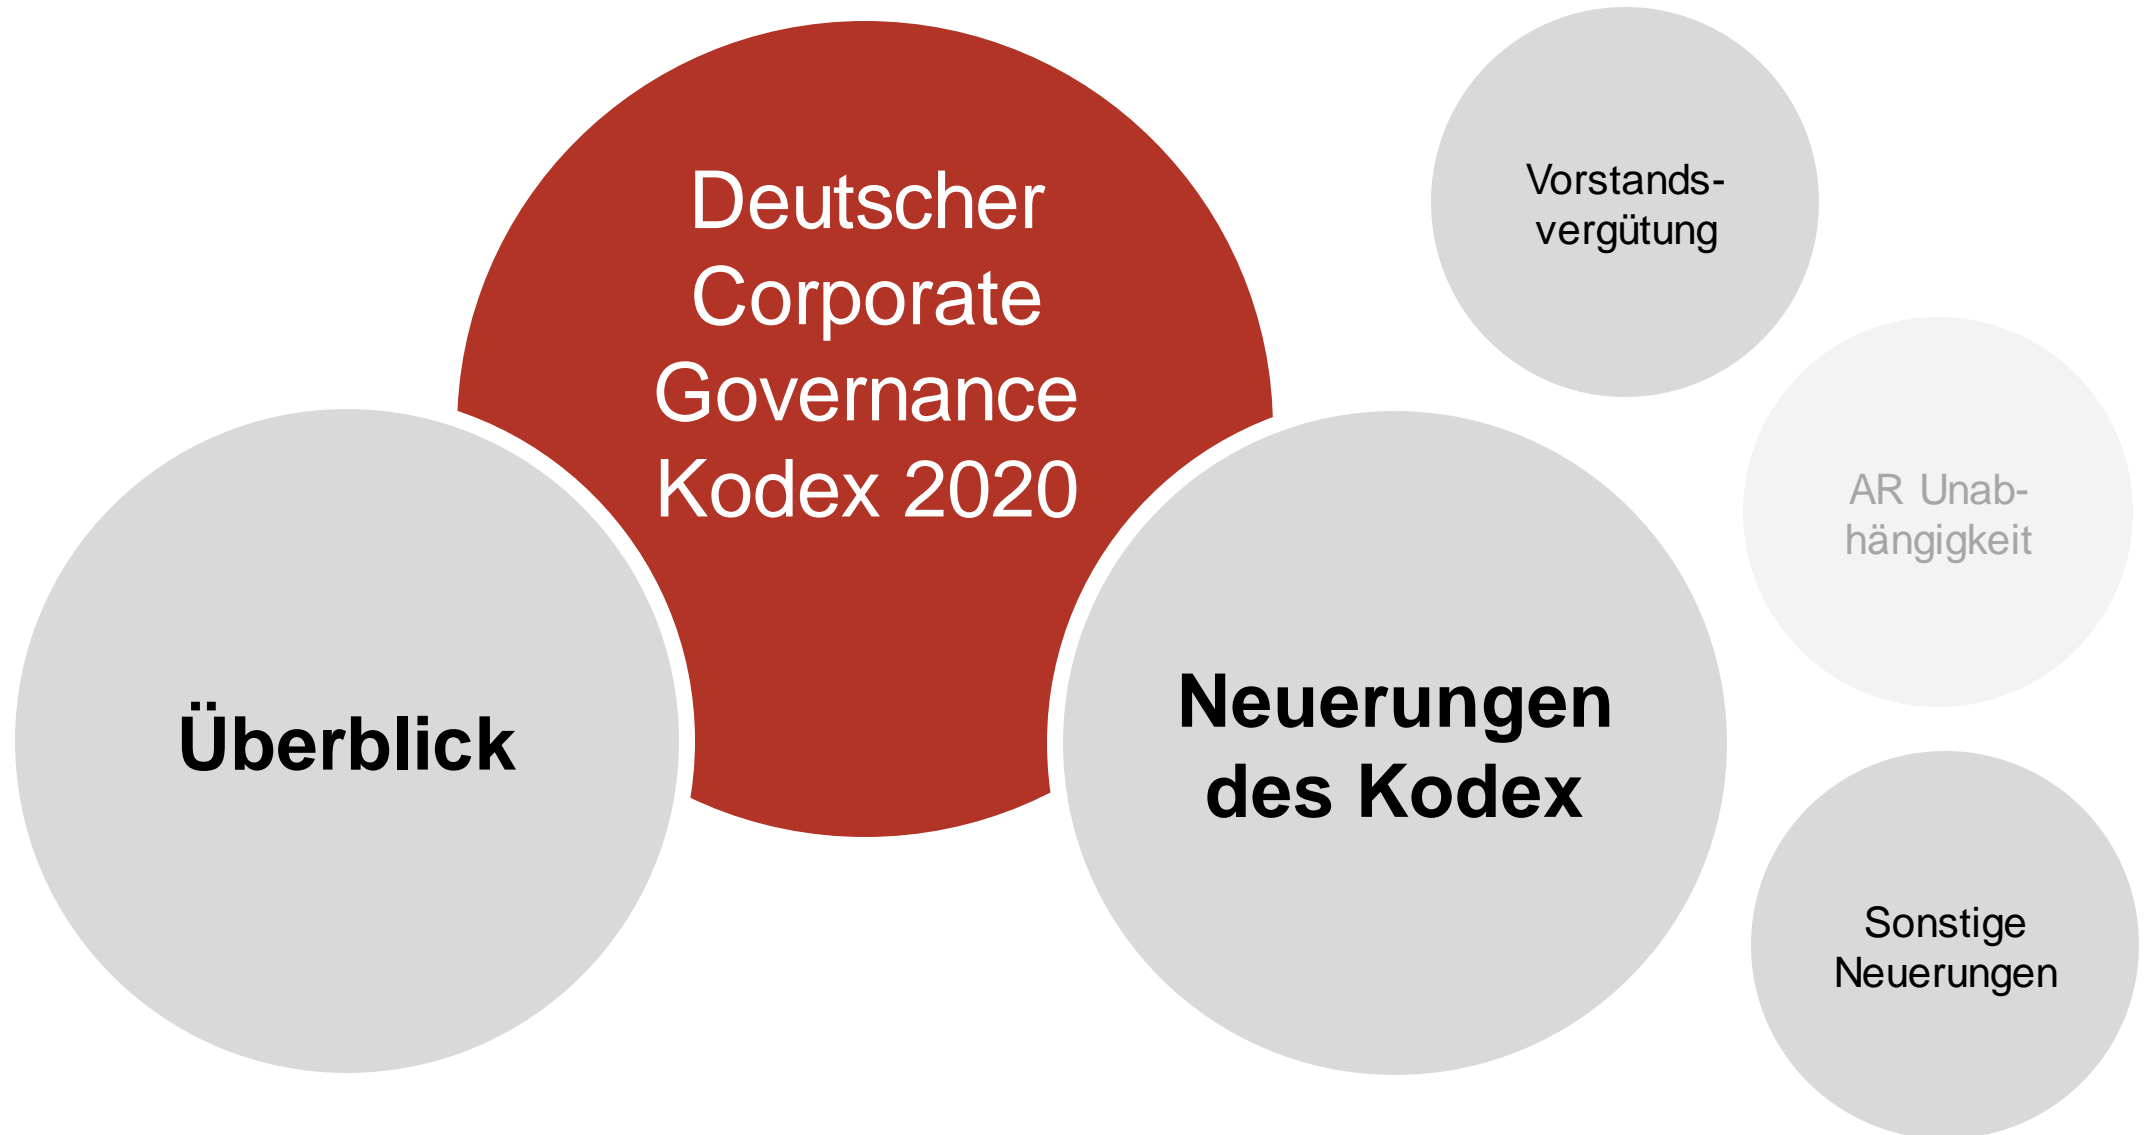 Deutscher
Corporate
Governance
Kodex 2020
Überblick
Neuerungen
des Kodex
Vorstands-
vergütung
AR Unab-
hängigkeit
Sonstige
Neuerungen